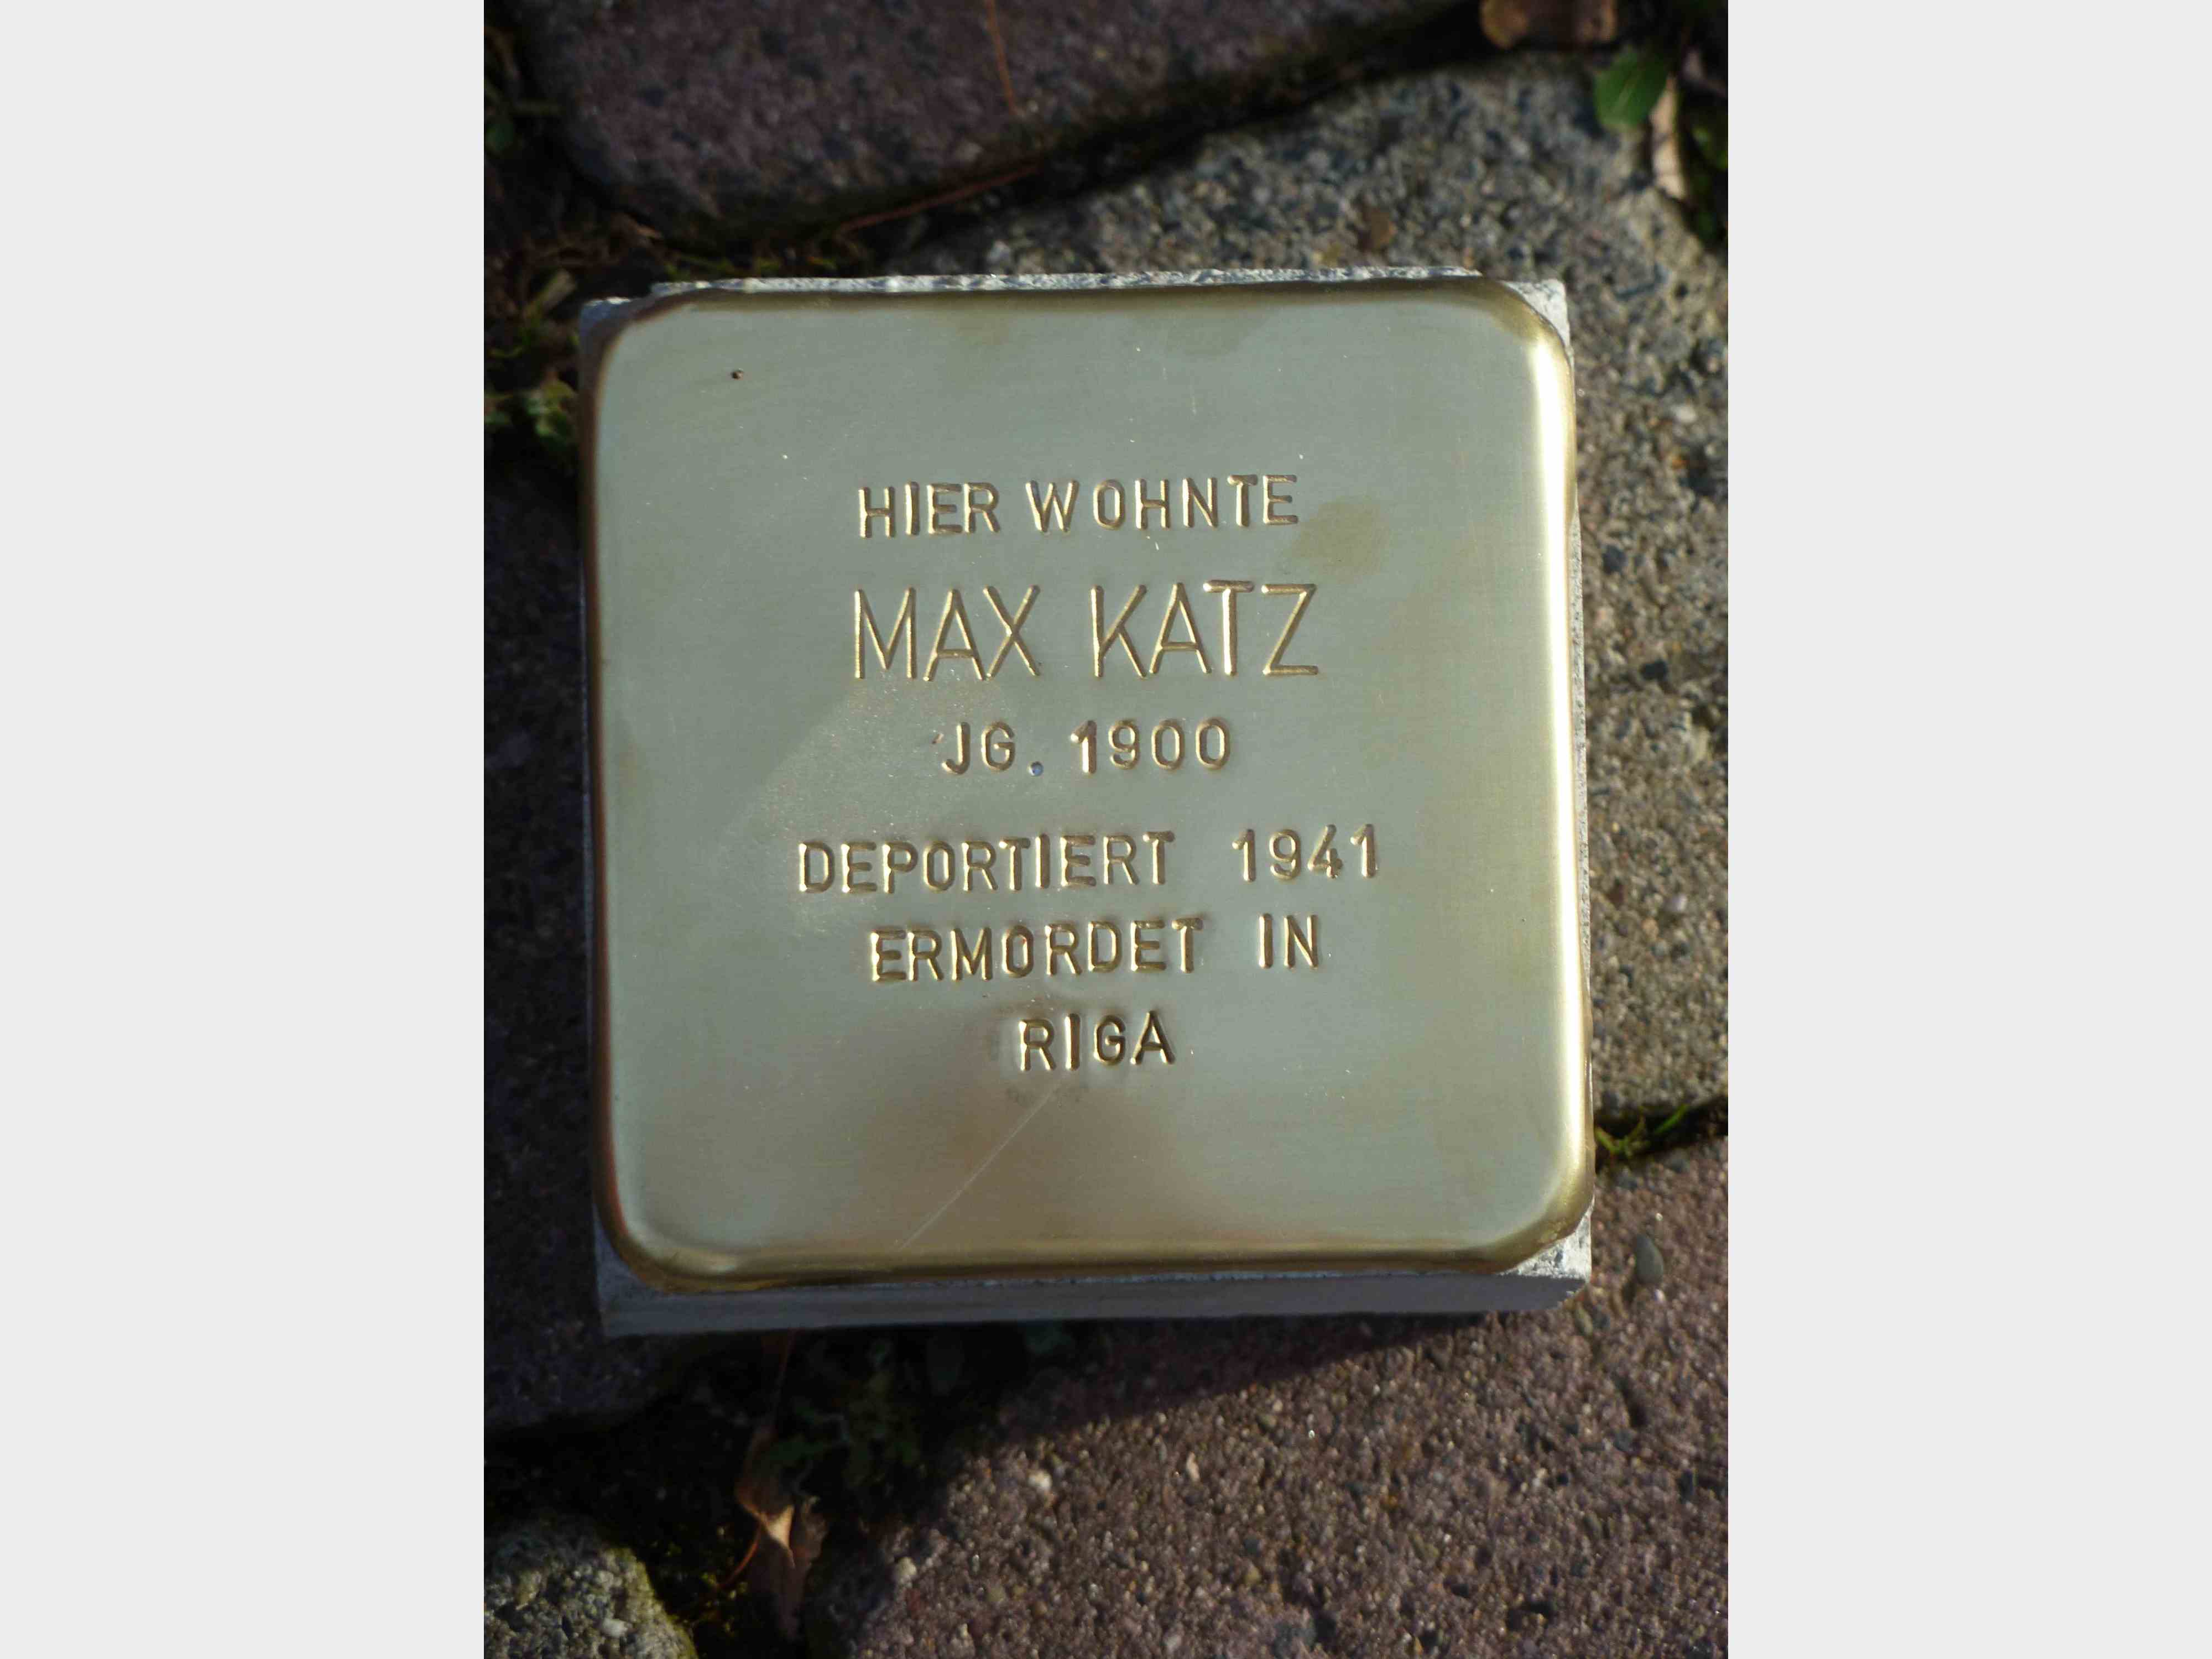 HIER WOHNTE
MAX KATZ
JG. 1900
DEPORTIERT 1941
ERMORDET IN
RIGA